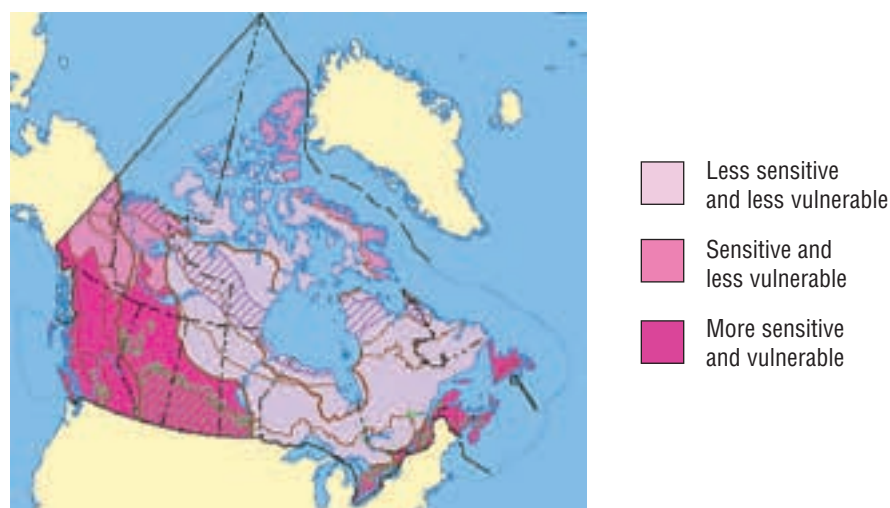 Less sensitive
and less vulnerable
Sensitive and
less vulnerable
More sensitive
and vulnerable